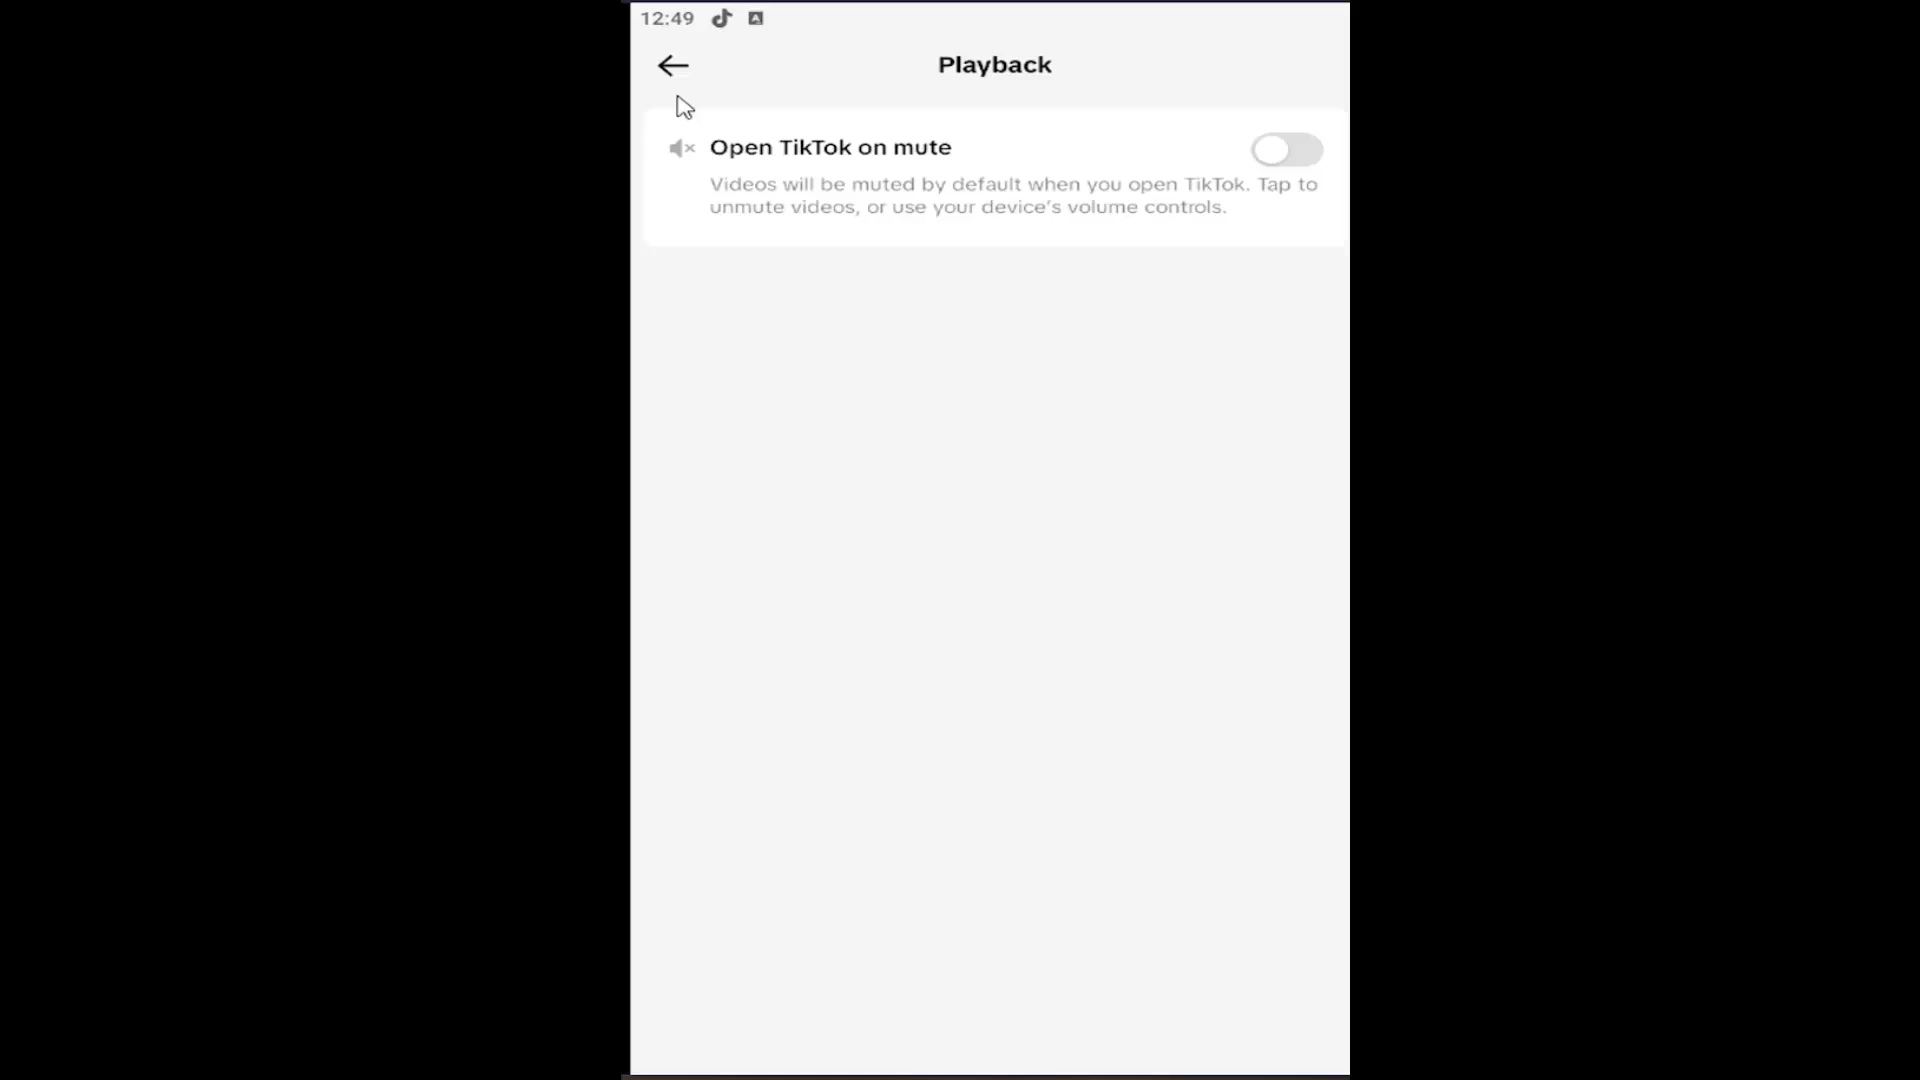 12:49
Playback
Open TikTok on mute
Videos will be muted by default when you open TikTok. Tap to
unmute videos, or use your device's volume controls.